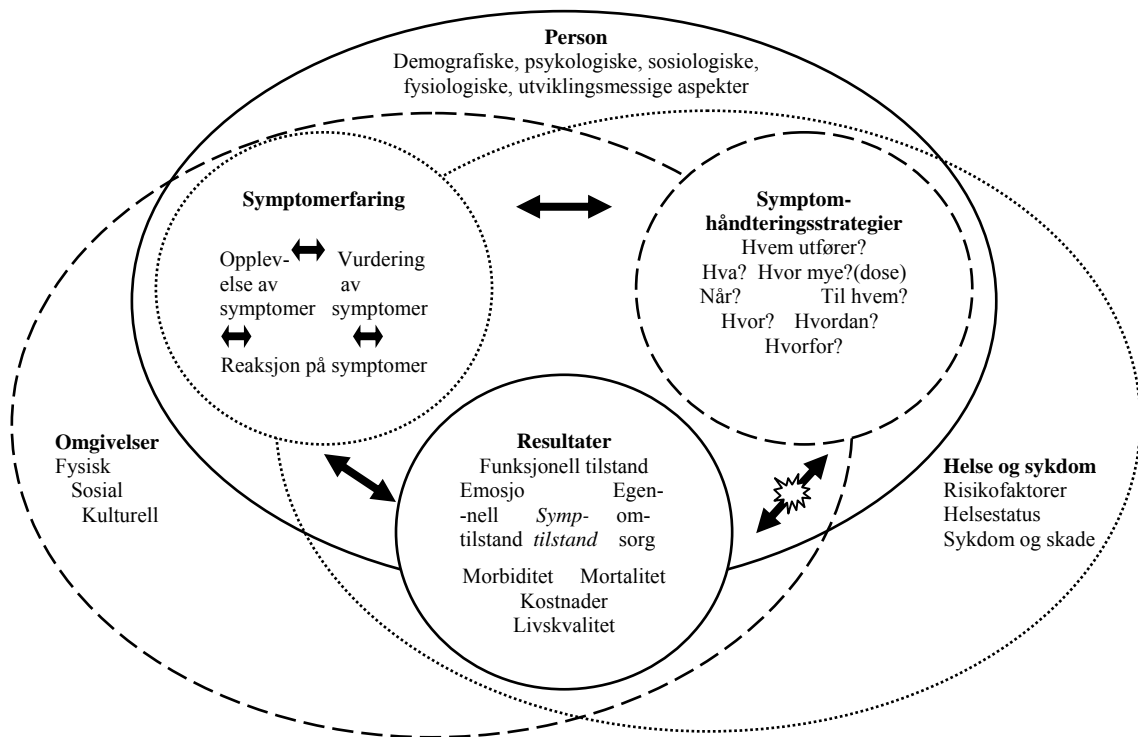 Person
Demografiske, psykologiske, sosiologiske,
fysiologiske, utviklingsmessige aspekter
Symptomerfaring
Opplev- Vurdering
else av av
symptomer symptomer
Reaksjon på symptomer
Symptom-
håndteringsstrategier
Hvem utfører?
Hva? Hvor mye?(dose)
Når? Til hvem?
Hvor? Hvordan?
Hvorfor?
Omgivelser
Fysisk
Sosial
Kulturell
Resultater
Funksjonell tilstand
Emosjo Egen-
-nell Symp- om-
tilstand tilstand sorg
Morbiditet Mortalitet
Kostnader
Livskvalitet
Helse og sykdom
Risikofaktorer
Helsestatus
Sykdom og skade